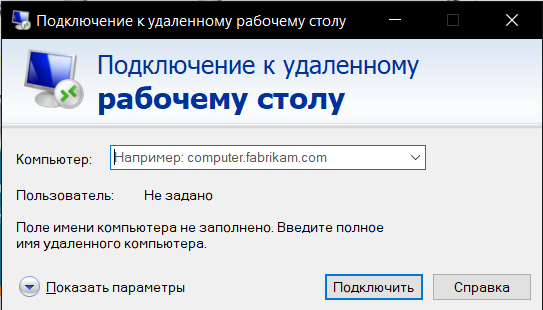 Подключение к удаленному рабочему столу
Подключение к удаленному
рабочему столу
Компьютер:
Например: computer.fabrikam.com
Пользователь:
Не задано
Поле имени компьютера не заполнено. Введите полное
имя удаленного компьютера.
Показать параметры
Подключить
Справка